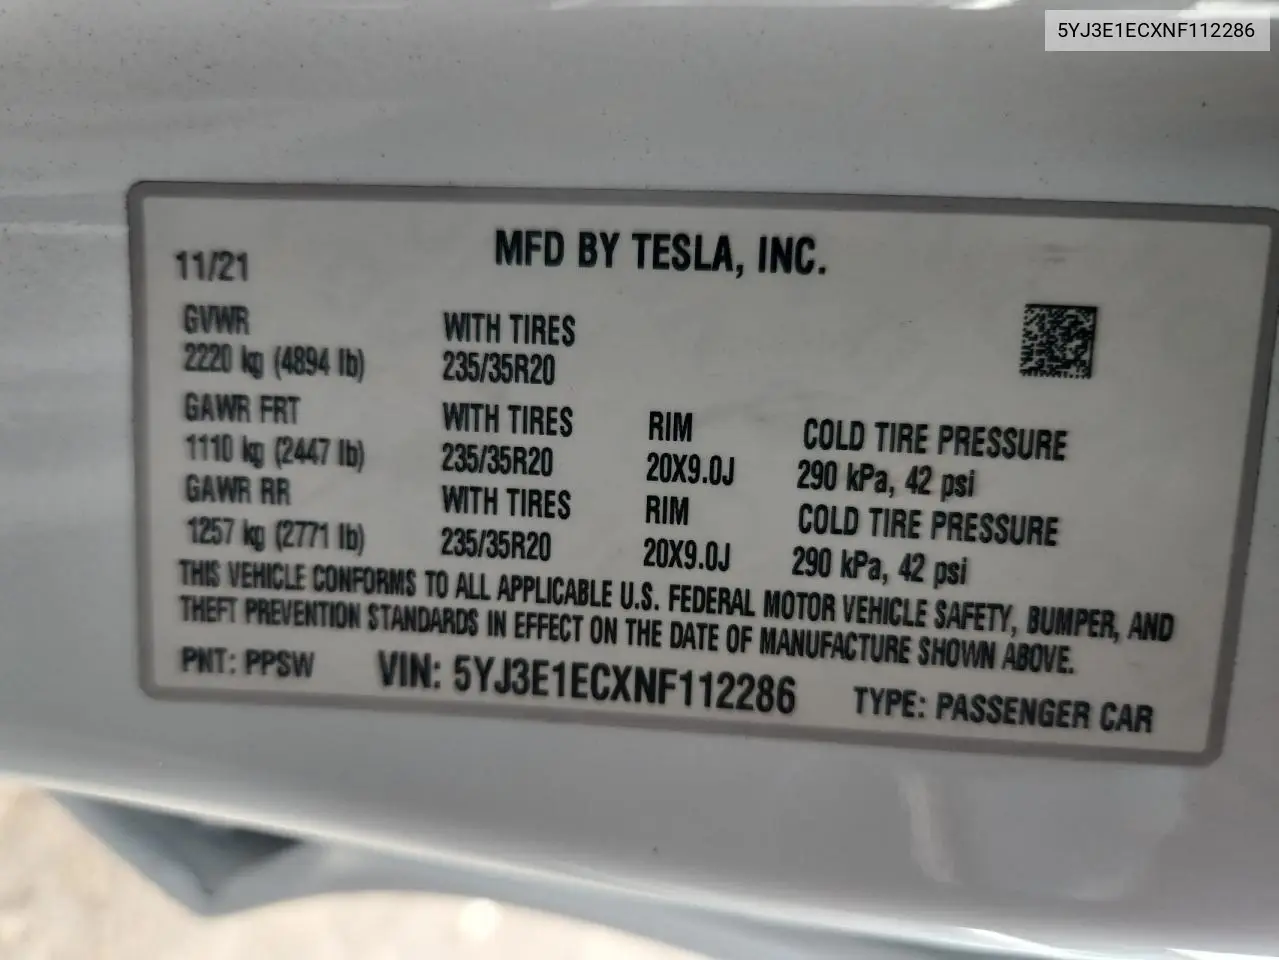 5YJ3E1ECXNF112286
MFD BY TESLA, INC.
11/21
GVWR WITH TIRES
2220 kg (4894 lb) 235/35R20
GAWR FRT WITH TIRES RIM COLD TIRE PRESSURE
1110 kg (2447 lb) 235/35R20 20X9.0J 290 kPa, 42 psi
GAWR RR WITH TIRES RIM COLD TIRE PRESSURE
1257 kg (2771 lb) 235/35R20 20X9.0J 290 kPa, 42 psi
THIS VEHICLE CONFORMS TO ALL APPLICABLE U.S. FEDERAL MOTOR VEHICLE SAFETY, BUMPER, AND
THEFT PREVENTION STANDARDS IN EFFECT ON THE DATE OF MANUFACTURE SHOWN ABOVE.
PNT: PPSW VIN: 5YJ3E1ECXNF112286 TYPE: PASSENGER CAR